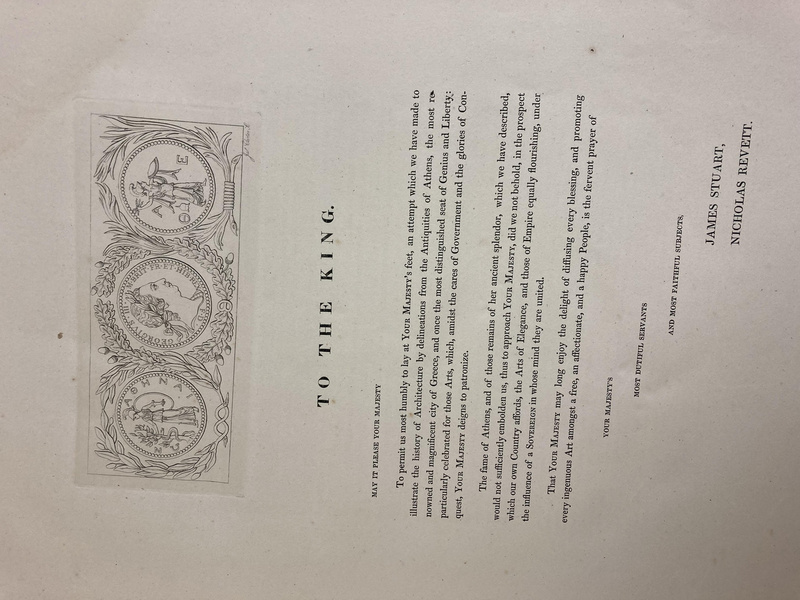 ΑΘΗΝΑ
N
GEORGIVS
E
TO THE KING.
MAY IT PLEASE YOUR MAJESTY
To permit us most humbly to lay at YOUR MAJESTY's feet, an attempt which we have made to
illustrate the history of Architecture by delineations from the Antiquities of Athens, the most re-
nowned and magnificent city of Greece, and once the most distinguished seat of Genius and Liberty;
particularly celebrated for those Arts, which, amidst the cares of Government and the glories of Con-
quest, YOUR MAJESTY deigns to patronize.
The fame of Athens, and of those remains of her ancient splendor, which we have described,
would not sufficiently embolden us, thus to approach YOUR MAJESTY, did we not behold, in the prospect
which our own Country affords, the Arts of Elegance, and those of Empire equally flourishing, under
the influence of a SOVEREIGN in whose mind they are united.
That YOUR MAJESTY may long enjoy the delight of diffusing every blessing, and promoting
every ingenuous Art amongst a free, an affectionate, and a happy People, is the fervent prayer of
YOUR MAJESTY'S
MOST DUTIFUL SERVANTS
AND MOST FAITHFUL SUBJECTS,
JAMES STUART,
NICHOLAS REVETT.